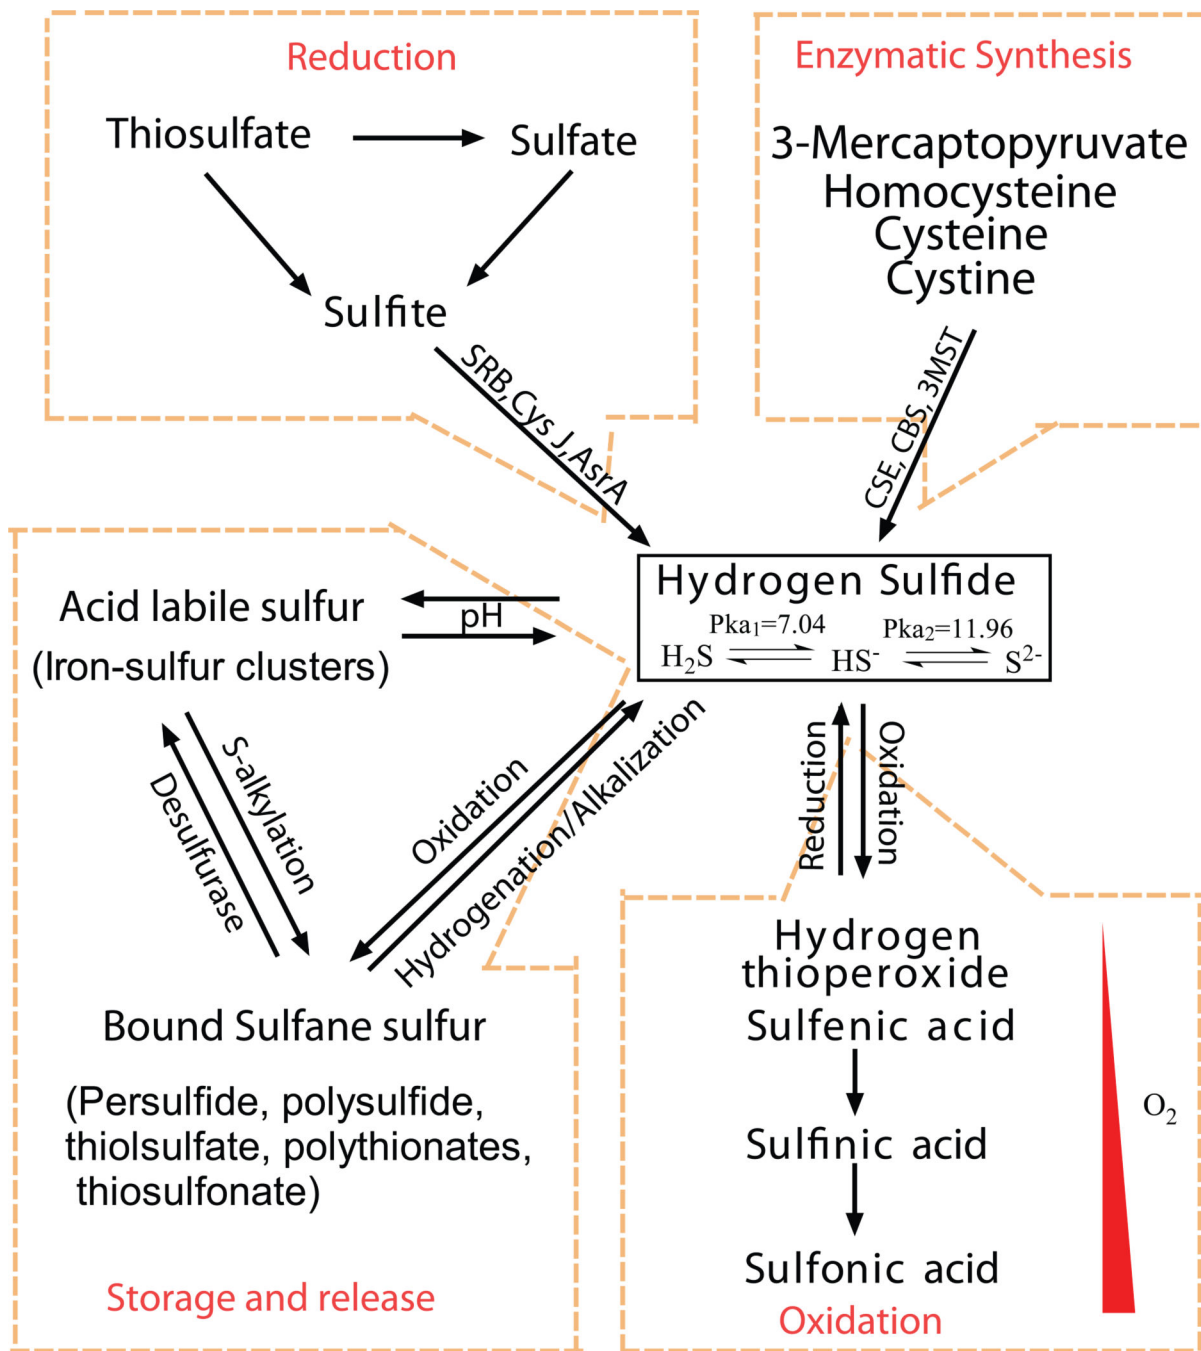 Reduction
Thiosulfate
Sulfate
Sulfite
SRB, Cys J, AsrA
Enzymatic Synthesis
3-Mercaptopyruvate
Homocysteine
Cysteine
Cystine
CSE, CBS, 3MST
Hydrogen Sulfide
Pka₁=7.04
Pka₂=11.96
H₂S
HS⁻
S²⁻
Acid labile sulfur
(Iron-sulfur clusters)
pH
S-alkylation
Desulfurase
Oxidation
Hydrogenation/Alkalization
Bound Sulfane sulfur
(Persulfide, polysulfide,
thiolsulfate, polythionates,
thiosulfonate)
Storage and release
Reduction
Oxidation
Hydrogen
thioperoxide
Sulfenic acid
Sulfinic acid
Sulfonic acid
O₂
Oxidation